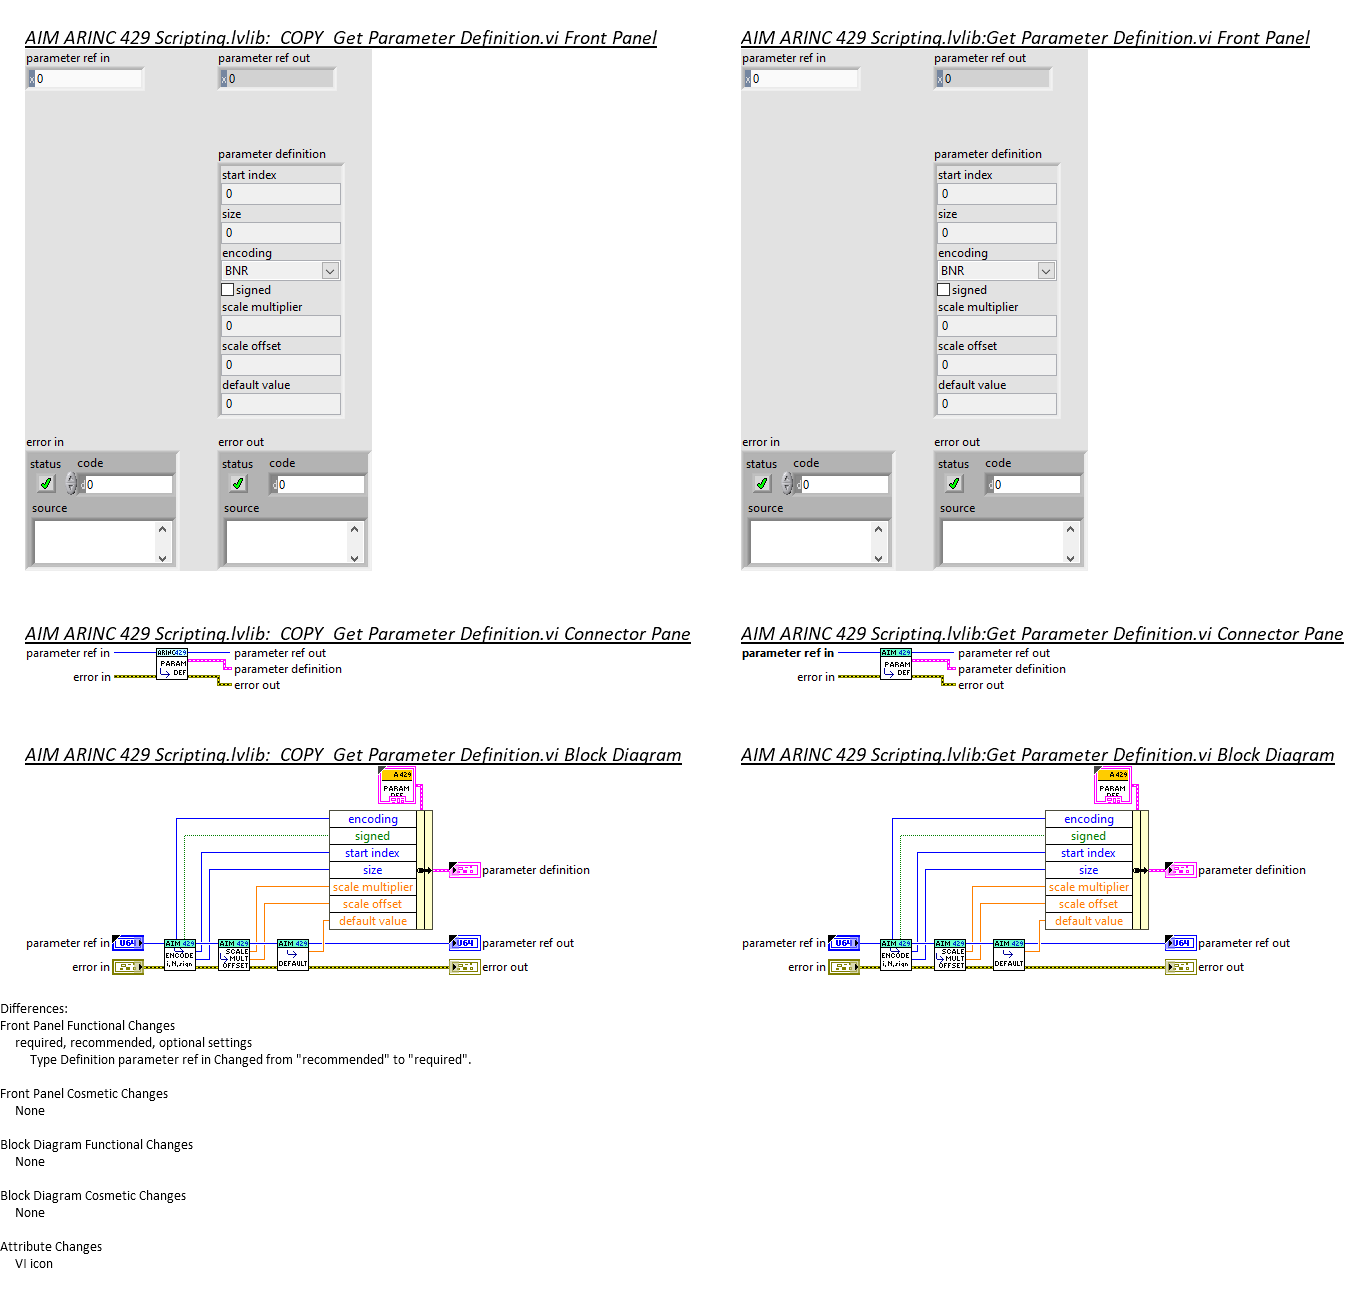 AIM ARINC 429 Scripting.lvlib:_COPY_Get Parameter Definition.vi Front Panel
parameter ref in
parameter ref out
x 0
x 0
parameter definition
start index
0
size
0
encoding
BNR
signed
scale multiplier
0
scale offset
0
default value
0
error in
error out
status code
status code
d 0
d 0
source
source
AIM ARINC 429 Scripting.lvlib:Get Parameter Definition.vi Front Panel
parameter ref in
parameter ref out
x 0
x 0
parameter definition
start index
0
size
0
encoding
BNR
signed
scale multiplier
0
scale offset
0
default value
0
error in
error out
status code
status code
d 0
d 0
source
source
AIM ARINC 429 Scripting.lvlib:_COPY_Get Parameter Definition.vi Connector Pane
parameter ref in
ARINC429
PARAM
DEF
parameter ref out
parameter definition
error in
error out
AIM ARINC 429 Scripting.lvlib:Get Parameter Definition.vi Connector Pane
parameter ref in
AIM 429
PARAM
DEF
parameter ref out
parameter definition
error in
error out
AIM ARINC 429 Scripting.lvlib:_COPY_Get Parameter Definition.vi Block Diagram
A 429
PARAM
DEF
encoding
signed
start index
size
parameter definition
scale multiplier
scale offset
default value
parameter ref in
U64
AIM 429
ENCODE
i,N,sign
AIM 429
SCALE
MULT
OFFSET
AIM 429
DEFAULT
U64
parameter ref out
error in
error out
AIM ARINC 429 Scripting.lvlib:Get Parameter Definition.vi Block Diagram
A 429
PARAM
DEF
encoding
signed
start index
size
parameter definition
scale multiplier
scale offset
default value
parameter ref in
U64
AIM 429
ENCODE
i,N,sign
AIM 429
SCALE
MULT
OFFSET
AIM 429
DEFAULT
U64
parameter ref out
error in
error out
Differences:
Front Panel Functional Changes
required, recommended, optional settings
Type Definition parameter ref in Changed from "recommended" to "required".
Front Panel Cosmetic Changes
None
Block Diagram Functional Changes
None
Block Diagram Cosmetic Changes
None
Attribute Changes
VI icon